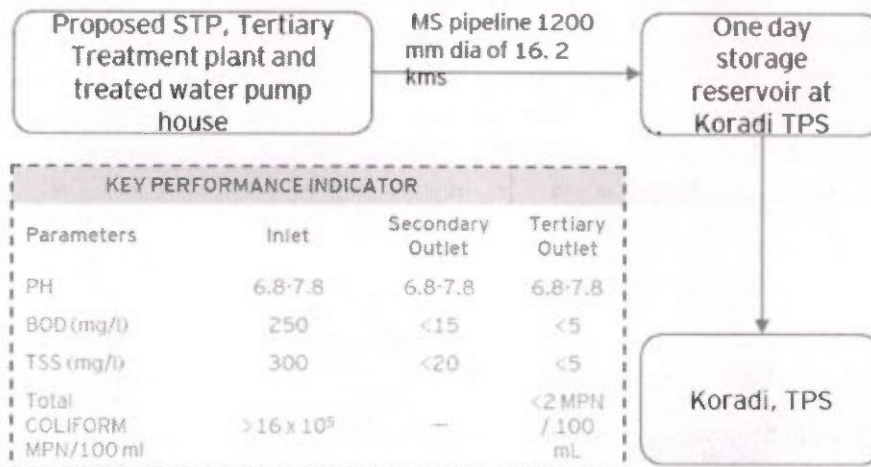 Proposed STP, Tertiary
Treatment plant and
treated water pump
house
MS pipeline 1200
mm dia of 16. 2
kms
One day
storage
reservoir at
Koradi TPS
KEY PERFORMANCE INDICATOR
Parameters Inlet Secondary Outlet Tertiary Outlet
PH 6.8-7.8 6.8-7.8 6.8-7.8
BOD (mg/l) 250 <15 <5
TSS (mg/l) 300 <20 <5
Total COLIFORM MPN/100 ml >16 x 10⁵ — <2 MPN / 100 mL
Koradi, TPS